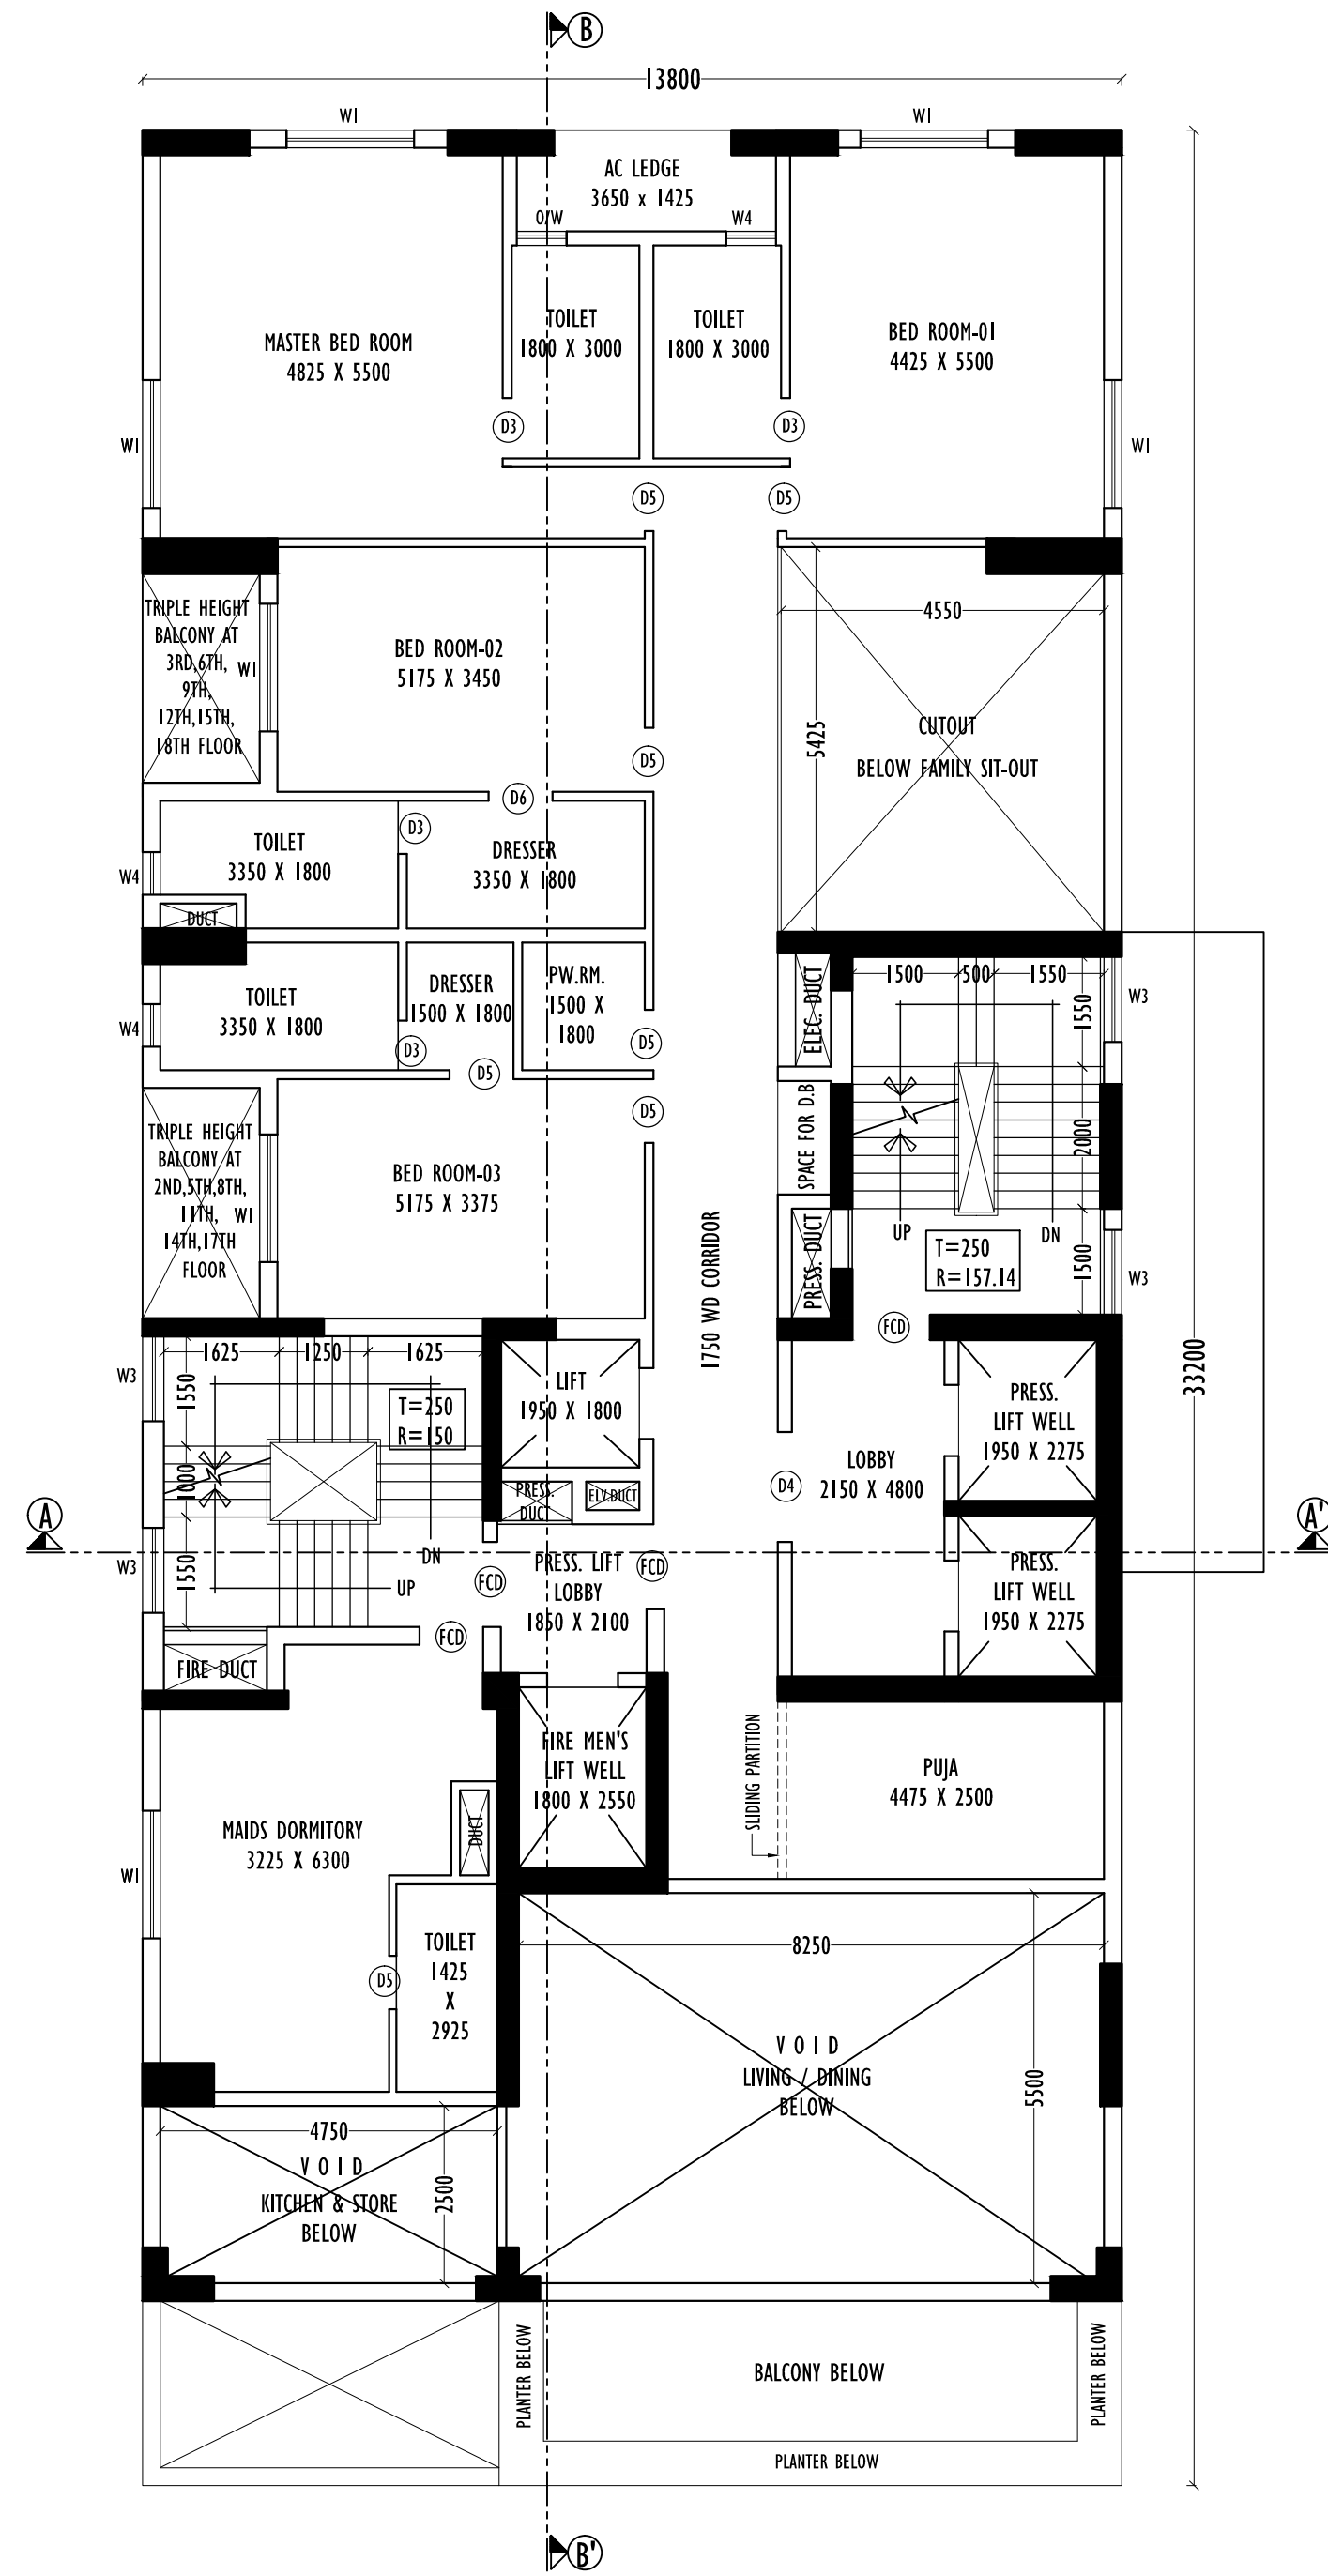 B
13800
W1
W1
AC LEDGE
3650 x 1425
O/W
W4
MASTER BED ROOM
4825 X 5500
TOILET
1800 X 3000
TOILET
1800 X 3000
BED ROOM-01
4425 X 5500
D3
D3
W1
W1
D5
D5
TRIPLE HEIGHT
BALCONY AT
3RD,6TH,
9TH,
12TH,15TH,
18TH FLOOR
W1
BED ROOM-02
5175 X 3450
4550
5425
CUTOUT
BELOW FAMILY SIT-OUT
D5
D6
D3
TOILET
3350 X 1800
DRESSER
3350 X 1800
W4
DUCT
TOILET
3350 X 1800
DRESSER
1500 X 1800
PW.RM.
1500 X
1800
W4
D3
D5
D5
D5
ELEC. DUCT
1500
500
1550
1550
W3
2000
SPACE FOR D.B
TRIPLE HEIGHT
BALCONY AT
2ND,5TH,8TH,
11TH,
14TH,17TH
FLOOR
W1
BED ROOM-03
5175 X 3375
1750 WD CORRIDOR
PRESS. DUCT
UP
DN
T=250
R=157.14
1500
W3
FCD
33200
1625
1250
1625
W3
1550
T=250
R=150
LIFT
1950 X 1800
PRESS.
LIFT WELL
1950 X 2275
LOBBY
2150 X 4800
D4
1000
PRESS.
DUCT
ELV.DUCT
A
A'
W3
1550
DN
UP
FCD
PRESS. LIFT
LOBBY
1850 X 2100
FCD
PRESS.
LIFT WELL
1950 X 2275
FCD
FIRE DUCT
FIRE MEN'S
LIFT WELL
1800 X 2550
SLIDING PARTITION
PUJA
4475 X 2500
MAIDS DORMITORY
3225 X 6300
DUCT
W1
TOILET
1425
X
2925
D5
8250
V O I D
LIVING / DINING
BELOW
5500
4750
V O I D
KITCHEN & STORE
BELOW
2500
PLANTER BELOW
BALCONY BELOW
PLANTER BELOW
PLANTER BELOW
B'